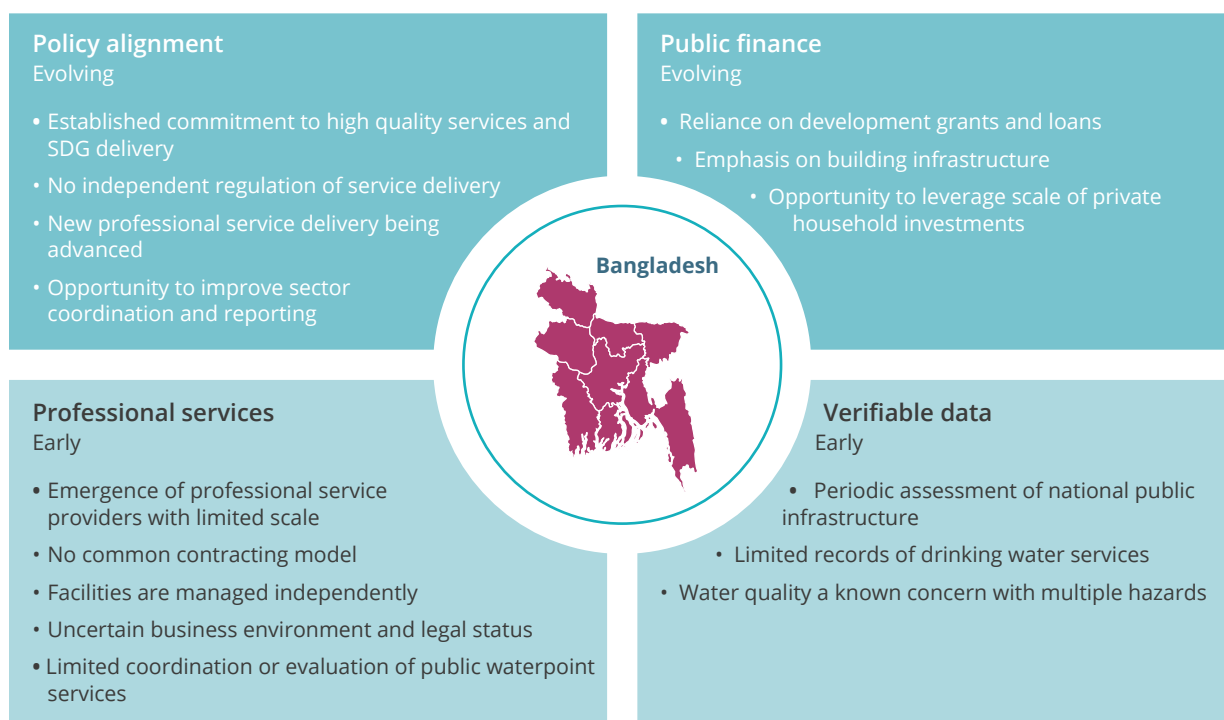 Policy alignment
Evolving
• Established commitment to high quality services and
SDG delivery
• No independent regulation of service delivery
• New professional service delivery being
advanced
• Opportunity to improve sector
coordination and reporting
Public finance
Evolving
• Reliance on development grants and loans
• Emphasis on building infrastructure
• Opportunity to leverage scale of private
household investments
Bangladesh
Professional services
Early
• Emergence of professional service
providers with limited scale
• No common contracting model
• Facilities are managed independently
• Uncertain business environment and legal status
• Limited coordination or evaluation of public waterpoint
services
Verifiable data
Early
• Periodic assessment of national public
infrastructure
• Limited records of drinking water services
• Water quality a known concern with multiple hazards